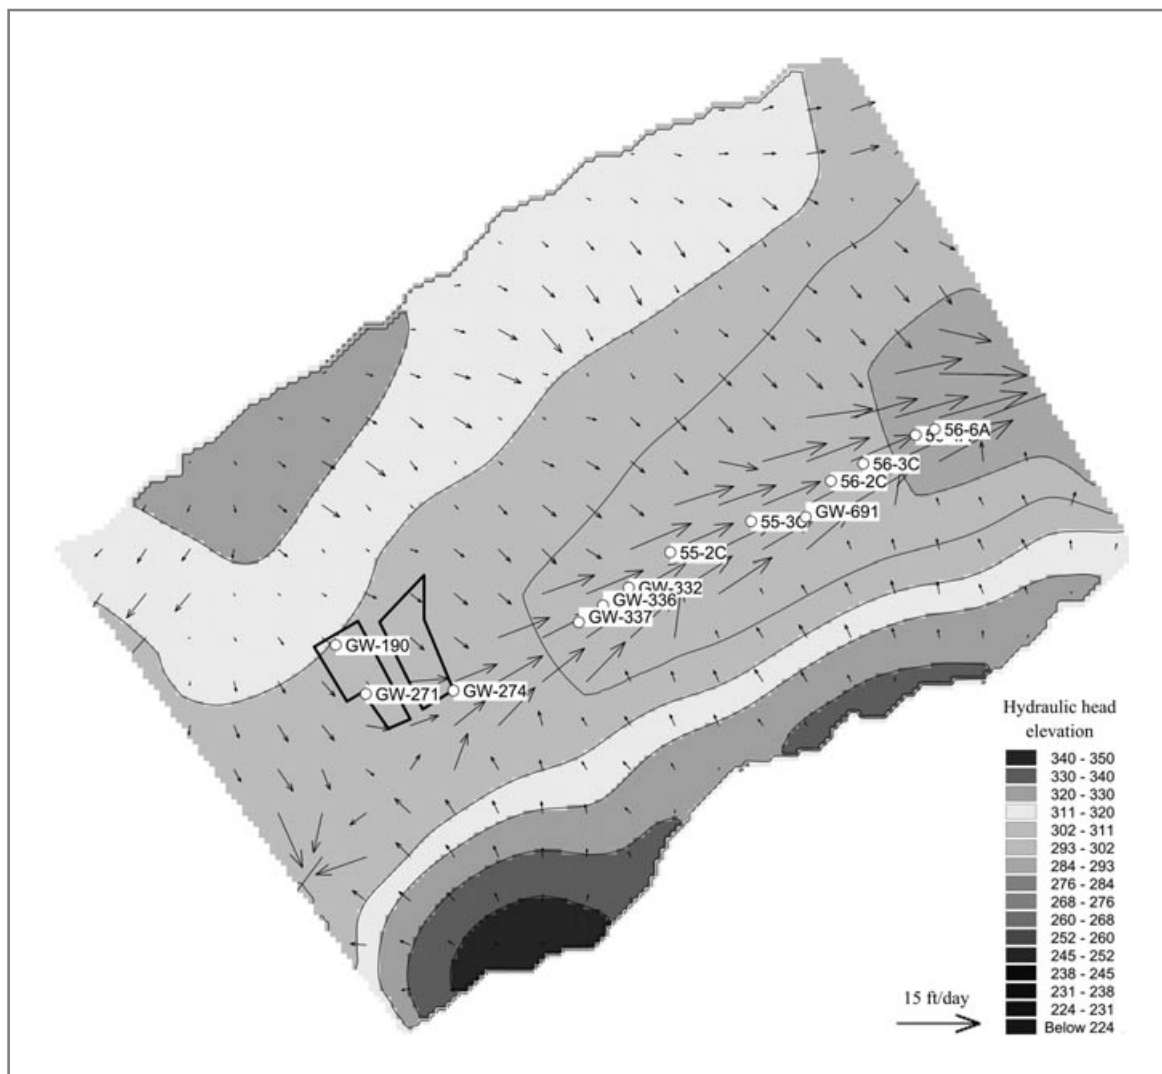 56-6A
56-3C
56-2C
GW-691
55-3C
55-2C
GW-332
GW-336
GW-337
GW-190
GW-271
GW-274
Hydraulic head
elevation
340 - 350
330 - 340
320 - 330
311 - 320
302 - 311
293 - 302
284 - 293
276 - 284
268 - 276
260 - 268
252 - 260
245 - 252
238 - 245
231 - 238
224 - 231
Below 224
15 ft/day